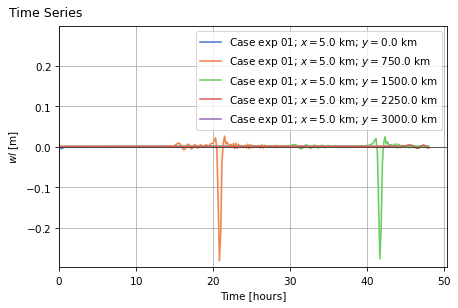 Time Series
Case exp 01; x = 5.0 km; y = 0.0 km
Case exp 01; x = 5.0 km; y = 750.0 km
Case exp 01; x = 5.0 km; y = 1500.0 km
Case exp 01; x = 5.0 km; y = 2250.0 km
Case exp 01; x = 5.0 km; y = 3000.0 km
wl [m]
0.2
0.1
0.0
−0.1
−0.2
0 10 20 30 40 50
Time [hours]